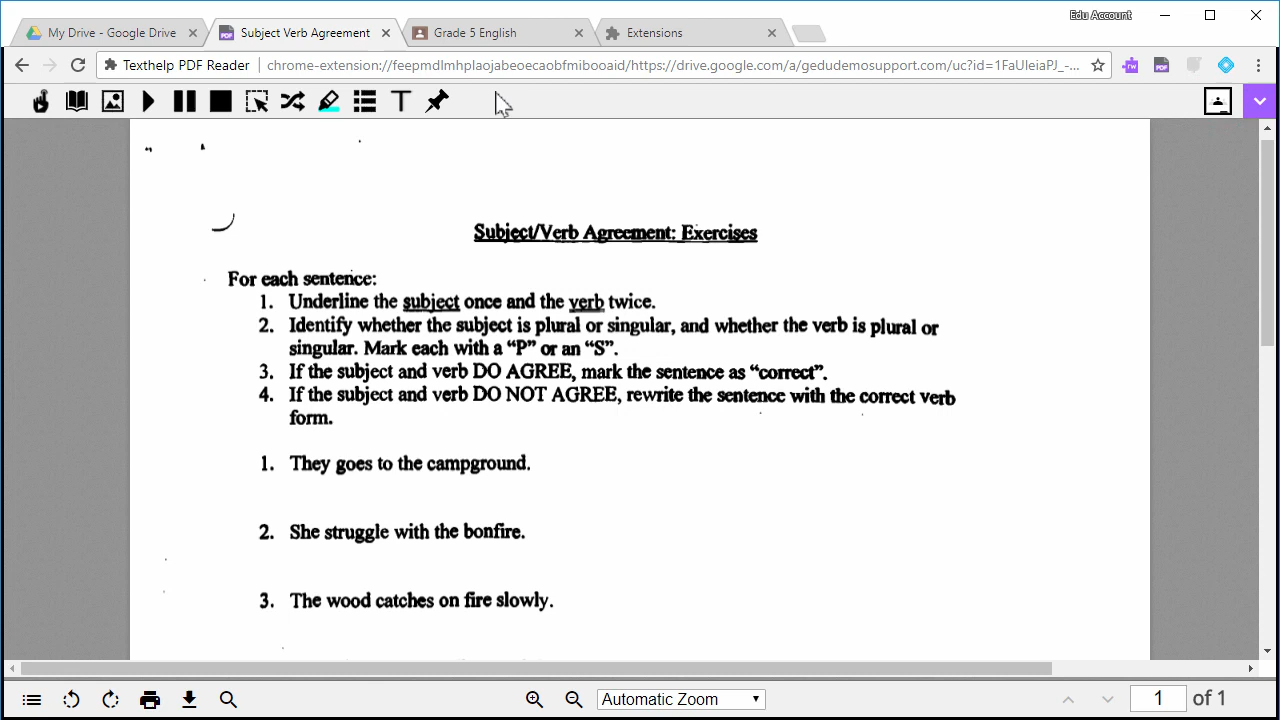 Edu Account
My Drive - Google Drive
Subject Verb Agreement
Grade 5 English
Extensions
Texthelp PDF Reader
chrome-extension://feepmdlmhplaojabeoecaobfmibooaid/https://drive.google.com/a/gedudemosupport.com/uc?id=1FaUIeiaPJ_-...
Subject/Verb Agreement: Exercises
For each sentence:
1. Underline the subject once and the verb twice.
2. Identify whether the subject is plural or singular, and whether the verb is plural or
singular. Mark each with a “P” or an “S”.
3. If the subject and verb DO AGREE, mark the sentence as “correct”.
4. If the subject and verb DO NOT AGREE, rewrite the sentence with the correct verb
form.
1. They goes to the campground.
2. She struggle with the bonfire.
3. The wood catches on fire slowly.
Automatic Zoom
1 of 1